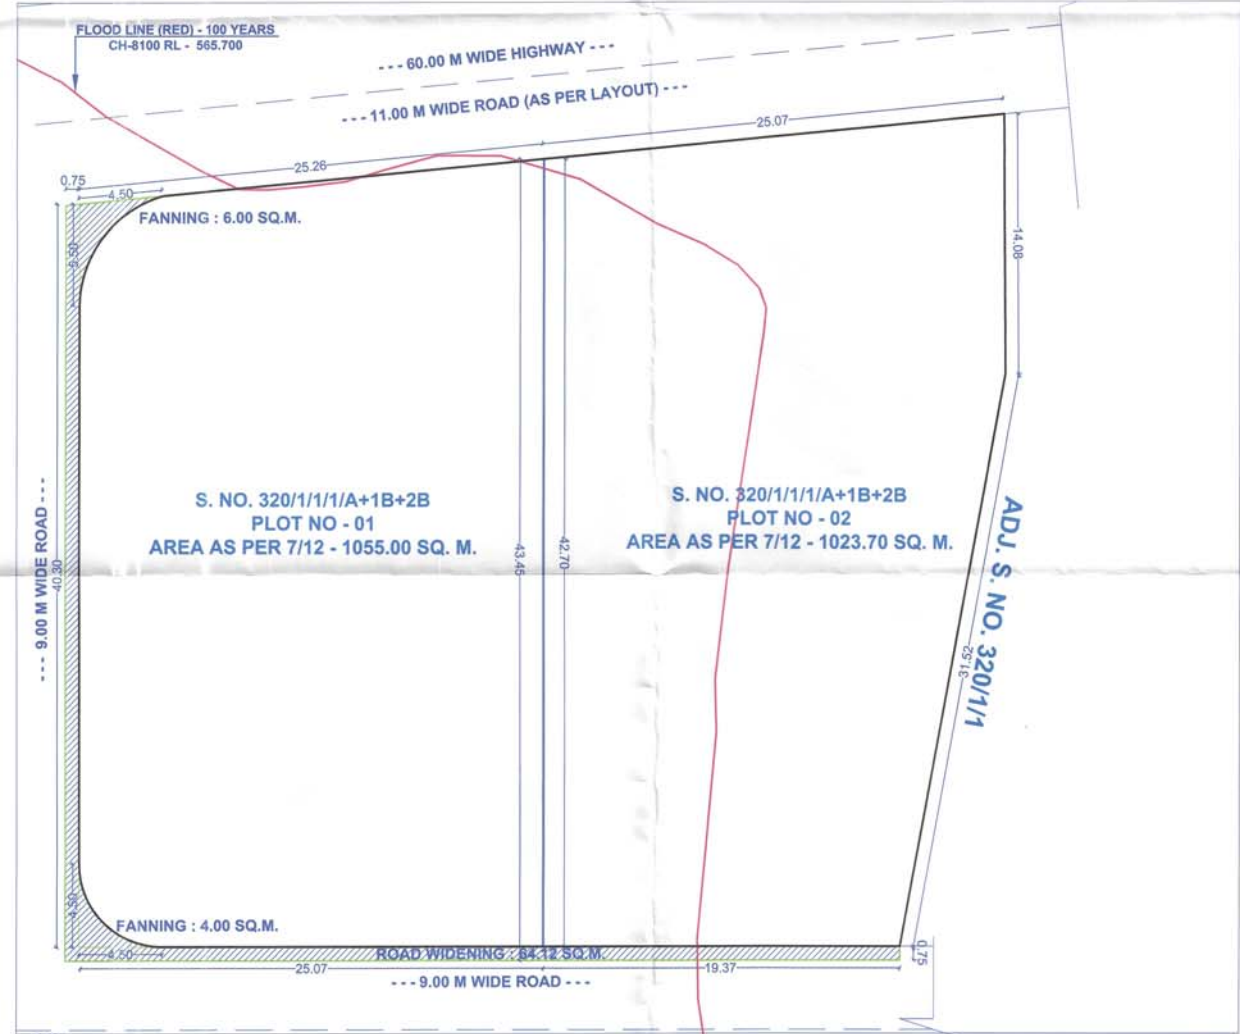 FLOOD LINE (RED) - 100 YEARS
CH-8100 RL - 565.700
--- 60.00 M WIDE HIGHWAY ---
--- 11.00 M WIDE ROAD (AS PER LAYOUT) ---
25.07
25.26
0.75
4.50
FANNING : 6.00 SQ.M.
5.50
14.08
S. NO. 320/1/1/1/A+1B+2B
PLOT NO - 01
AREA AS PER 7/12 - 1055.00 SQ. M.
S. NO. 320/1/1/1/A+1B+2B
PLOT NO - 02
AREA AS PER 7/12 - 1023.70 SQ. M.
--- 9.00 M WIDE ROAD ---
40.30
43.45
42.70
ADJ. S. NO. 320/1/1
31.52
4.50
FANNING : 4.00 SQ.M.
4.50
ROAD WIDENING : 64.12 SQ.M.
0.75
25.07
19.37
--- 9.00 M WIDE ROAD ---